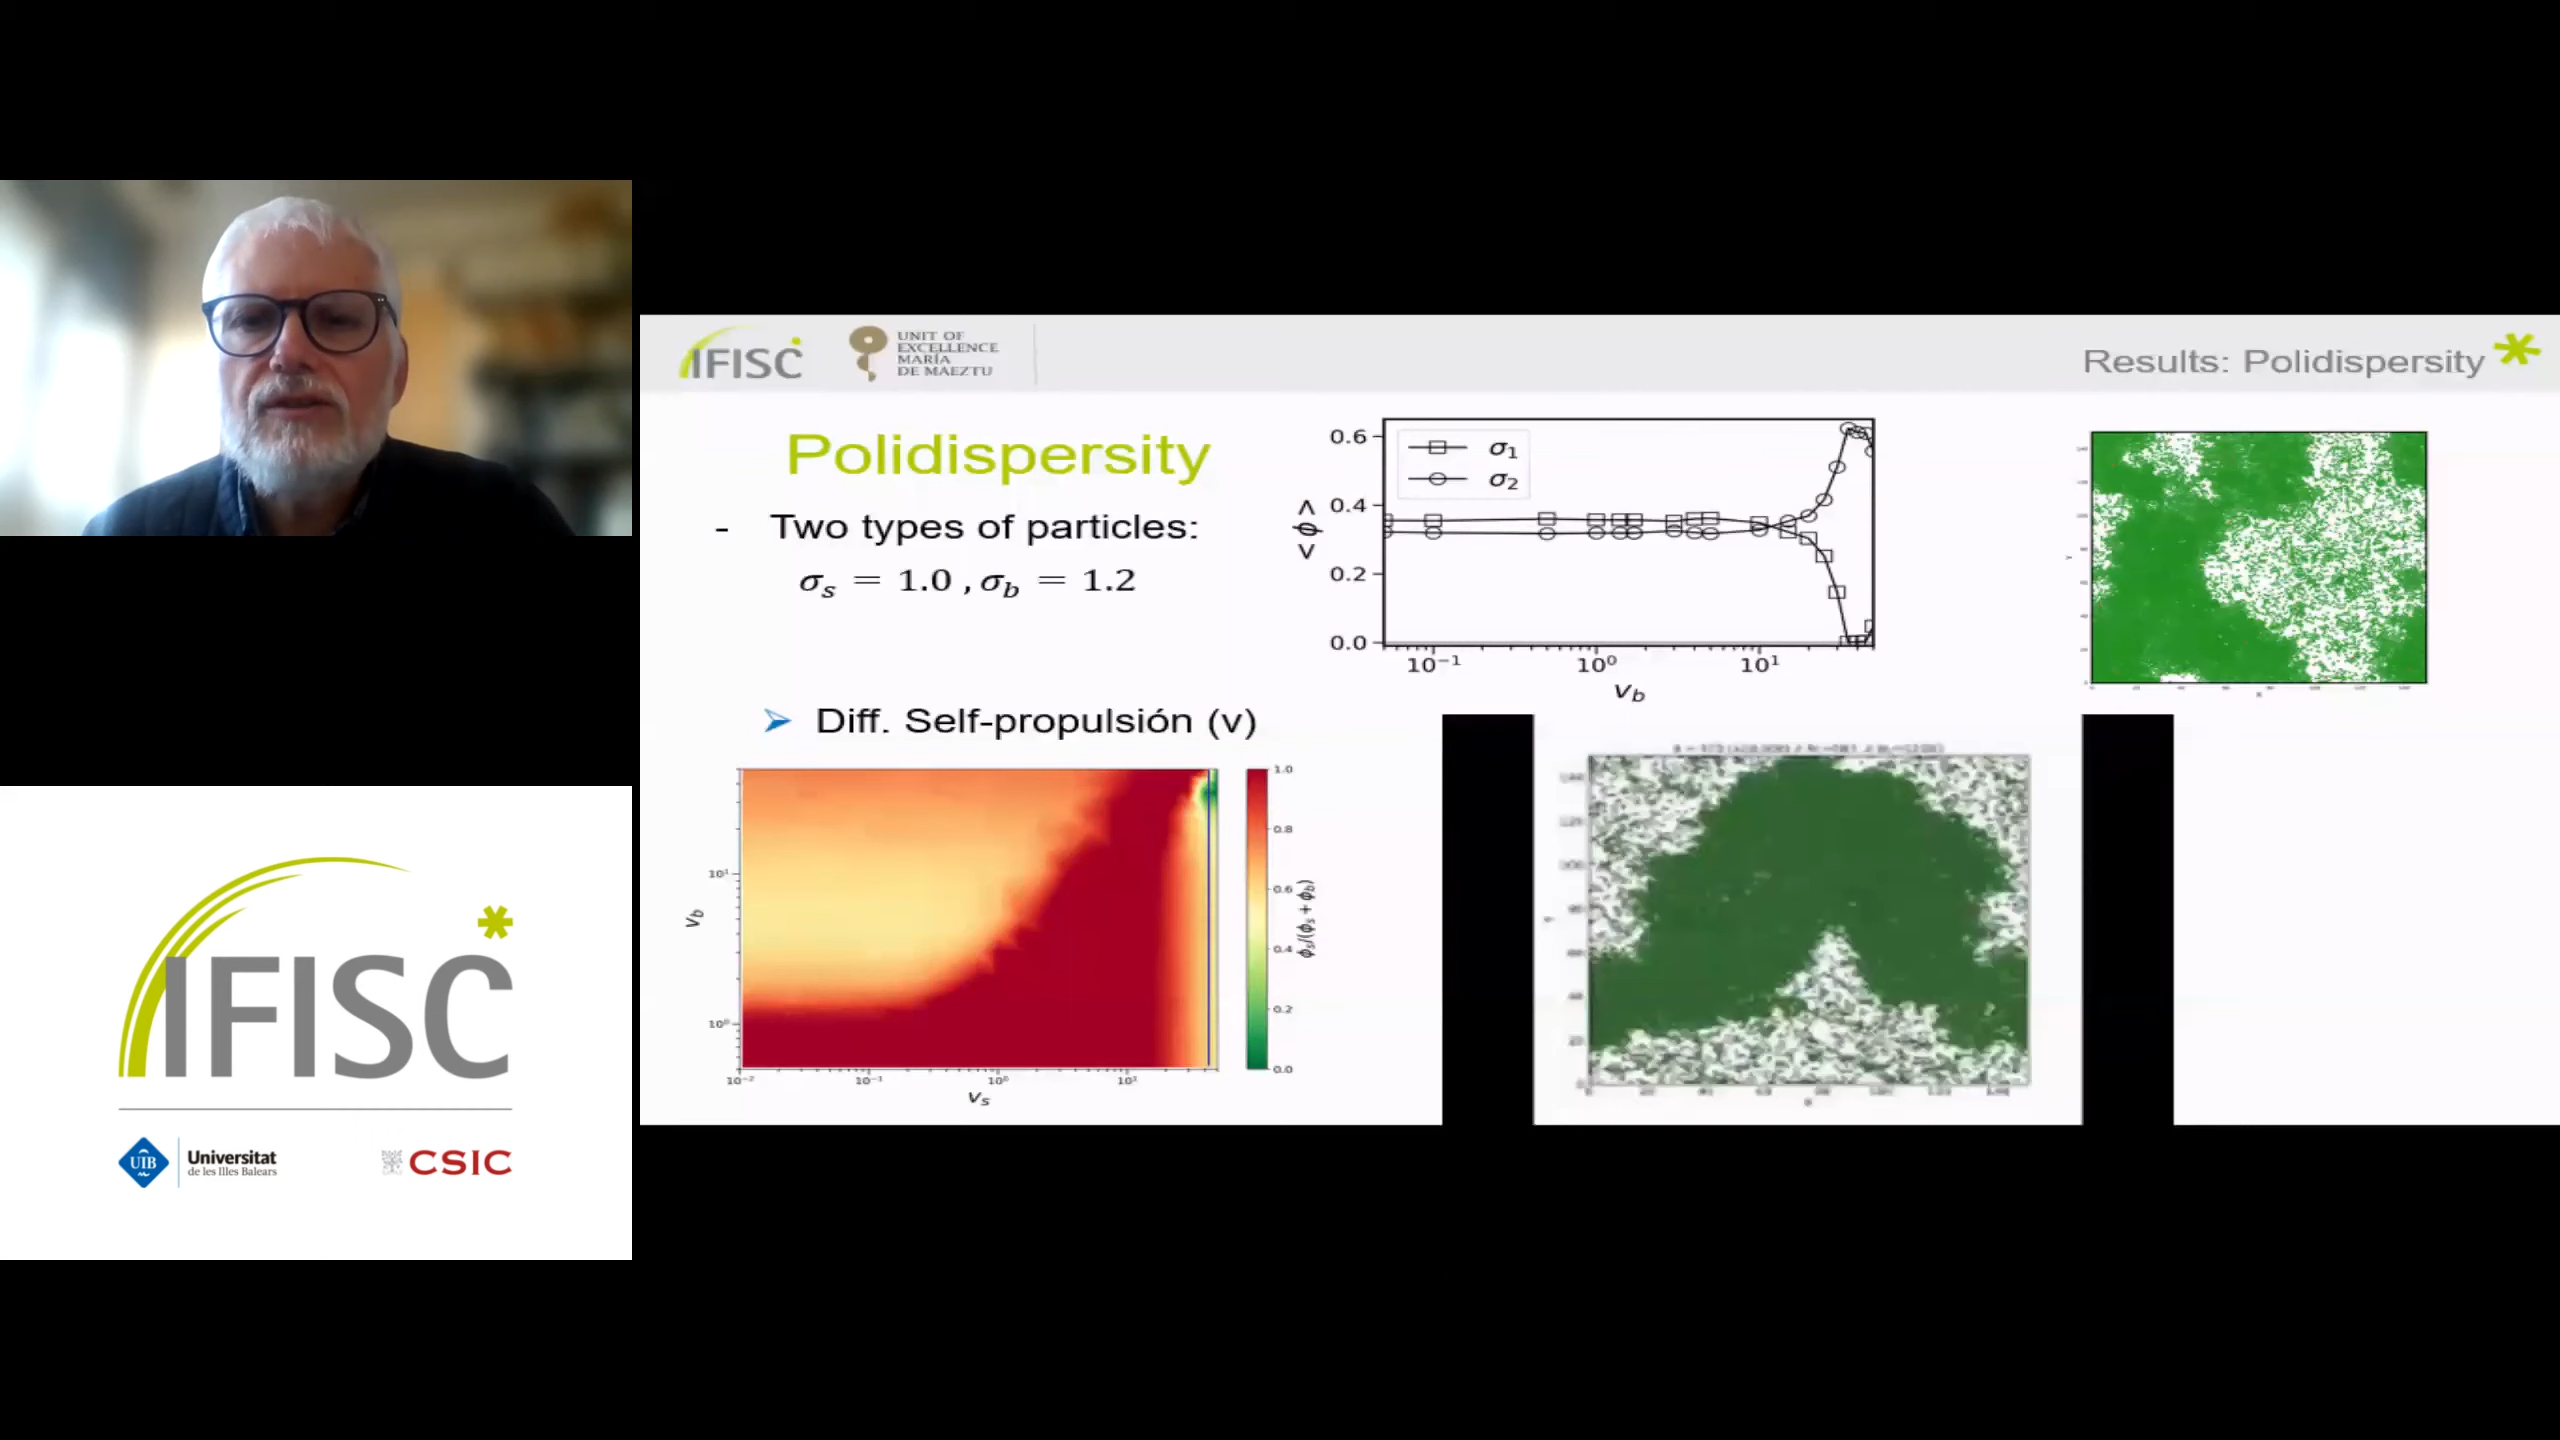 IFISC
UNIT OF
EXCELLENCE
MARÍA
DE MAEZTU
Results: Polidispersity
Polidispersity
- Two types of particles:
σs = 1.0 , σb = 1.2
➢ Diff. Self-propulsión (v)
<ϕ>
0.6
0.4
0.2
0.0
σ1
σ2
10⁻¹ 10⁰ 10¹
vb
vb
10¹
10⁰
10⁻² 10⁻¹ 10⁰ 10¹
vs
1.0
0.8
0.6
0.4
0.2
0.0
ϕs/(ϕs + ϕb)
IFISC
UIB
Universitat
de les Illes Balears
CSIC